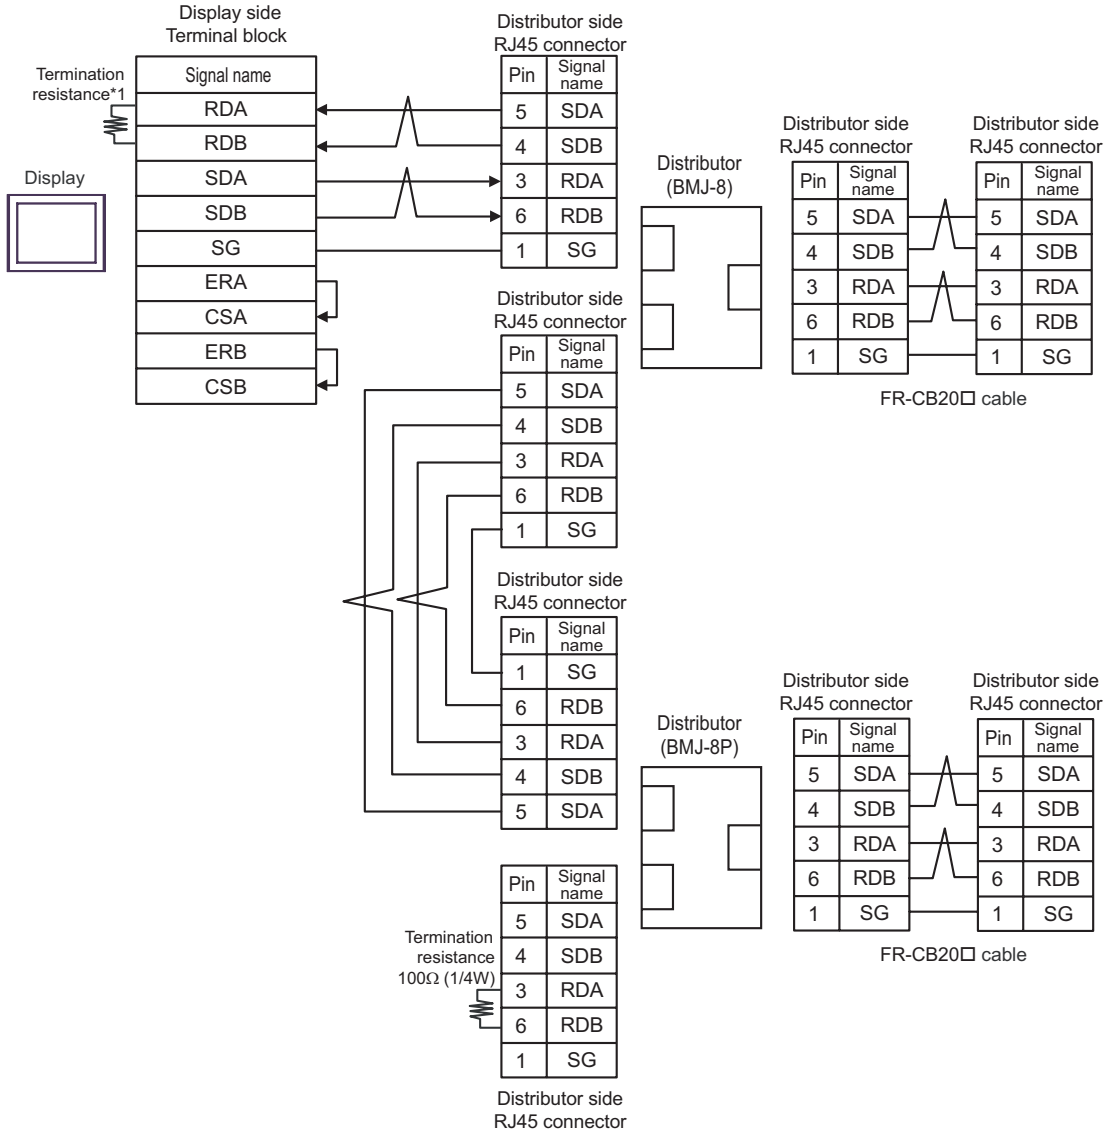 Display side
Terminal block
Signal name
RDA
RDB
SDA
SDB
SG
ERA
CSA
ERB
CSB
Termination
resistance*1
Display
Distributor side
RJ45 connector
Pin Signal name
5 SDA
4 SDB
3 RDA
6 RDB
1 SG
Distributor side
RJ45 connector
Pin Signal name
5 SDA
4 SDB
3 RDA
6 RDB
1 SG
Distributor side
RJ45 connector
Pin Signal name
1 SG
6 RDB
3 RDA
4 SDB
5 SDA
Pin Signal name
5 SDA
4 SDB
3 RDA
6 RDB
1 SG
Distributor side
RJ45 connector
Termination
resistance
100Ω (1/4W)
Distributor
(BMJ-8)
Distributor side
RJ45 connector
Pin Signal name
5 SDA
4 SDB
3 RDA
6 RDB
1 SG
Distributor side
RJ45 connector
Pin Signal name
5 SDA
4 SDB
3 RDA
6 RDB
1 SG
FR-CB20□ cable
Distributor
(BMJ-8P)
Distributor side
RJ45 connector
Pin Signal name
5 SDA
4 SDB
3 RDA
6 RDB
1 SG
Distributor side
RJ45 connector
Pin Signal name
5 SDA
4 SDB
3 RDA
6 RDB
1 SG
FR-CB20□ cable